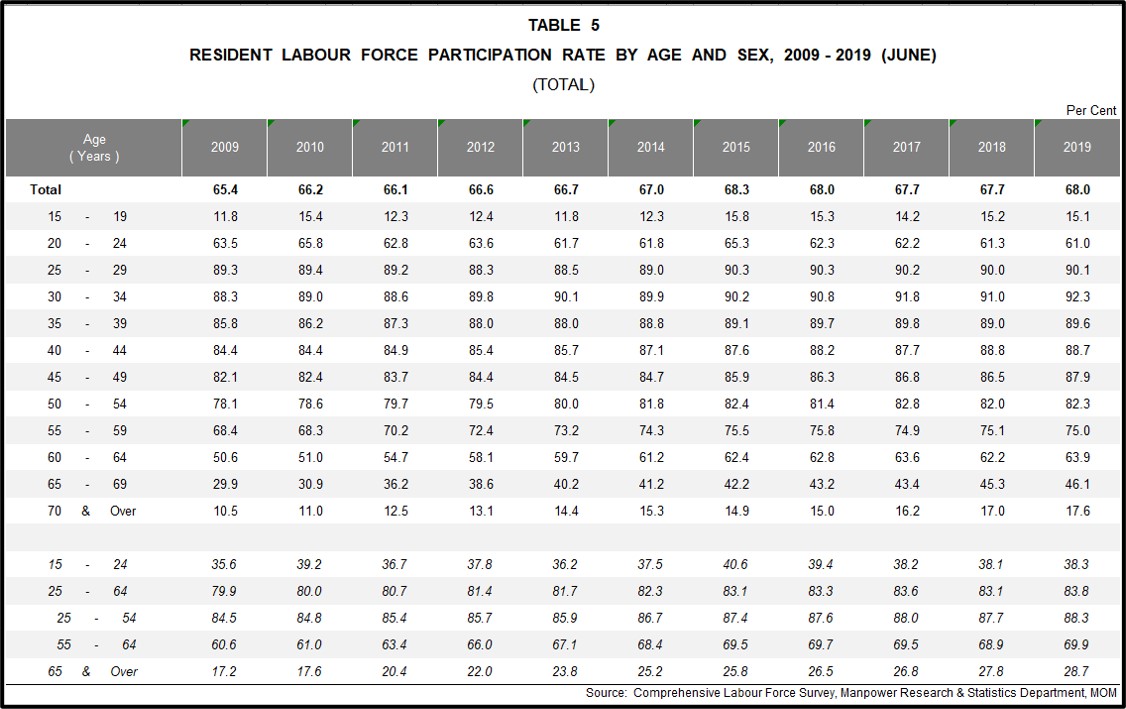 TABLE 5
RESIDENT LABOUR FORCE PARTICIPATION RATE BY AGE AND SEX, 2009 - 2019 (JUNE)
(TOTAL)
Per Cent
Age
( Years ) 2009 2010 2011 2012 2013 2014 2015 2016 2017 2018 2019
Total 65.4 66.2 66.1 66.6 66.7 67.0 68.3 68.0 67.7 67.7 68.0
15 - 19 11.8 15.4 12.3 12.4 11.8 12.3 15.8 15.3 14.2 15.2 15.1
20 - 24 63.5 65.8 62.8 63.6 61.7 61.8 65.3 62.3 62.2 61.3 61.0
25 - 29 89.3 89.4 89.2 88.3 88.5 89.0 90.3 90.3 90.2 90.0 90.1
30 - 34 88.3 89.0 88.6 89.8 90.1 89.9 90.2 90.8 91.8 91.0 92.3
35 - 39 85.8 86.2 87.3 88.0 88.0 88.8 89.1 89.7 89.8 89.0 89.6
40 - 44 84.4 84.4 84.9 85.4 85.7 87.1 87.6 88.2 87.7 88.8 88.7
45 - 49 82.1 82.4 83.7 84.4 84.5 84.7 85.9 86.3 86.8 86.5 87.9
50 - 54 78.1 78.6 79.7 79.5 80.0 81.8 82.4 81.4 82.8 82.0 82.3
55 - 59 68.4 68.3 70.2 72.4 73.2 74.3 75.5 75.8 74.9 75.1 75.0
60 - 64 50.6 51.0 54.7 58.1 59.7 61.2 62.4 62.8 63.6 62.2 63.9
65 - 69 29.9 30.9 36.2 38.6 40.2 41.2 42.2 43.2 43.4 45.3 46.1
70 & Over 10.5 11.0 12.5 13.1 14.4 15.3 14.9 15.0 16.2 17.0 17.6
15 - 24 35.6 39.2 36.7 37.8 36.2 37.5 40.6 39.4 38.2 38.1 38.3
25 - 64 79.9 80.0 80.7 81.4 81.7 82.3 83.1 83.3 83.6 83.1 83.8
25 - 54 84.5 84.8 85.4 85.7 85.9 86.7 87.4 87.6 88.0 87.7 88.3
55 - 64 60.6 61.0 63.4 66.0 67.1 68.4 69.5 69.7 69.5 68.9 69.9
65 & Over 17.2 17.6 20.4 22.0 23.8 25.2 25.8 26.5 26.8 27.8 28.7
Source: Comprehensive Labour Force Survey, Manpower Research & Statistics Department, MOM